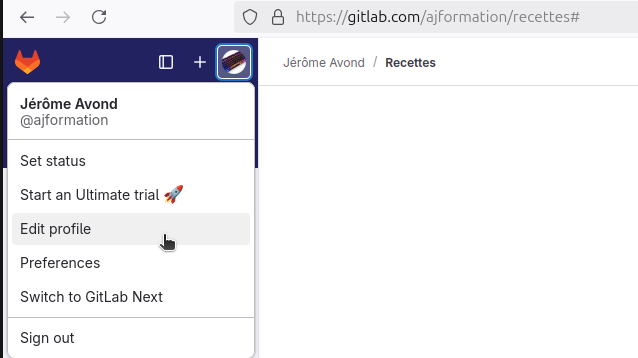 https://gitlab.com/ajformation/recettes#
Jérôme Avond / Recettes
Jérôme Avond
@ajformation
Set status
Start an Ultimate trial 🚀
Edit profile
Preferences
Switch to GitLab Next
Sign out